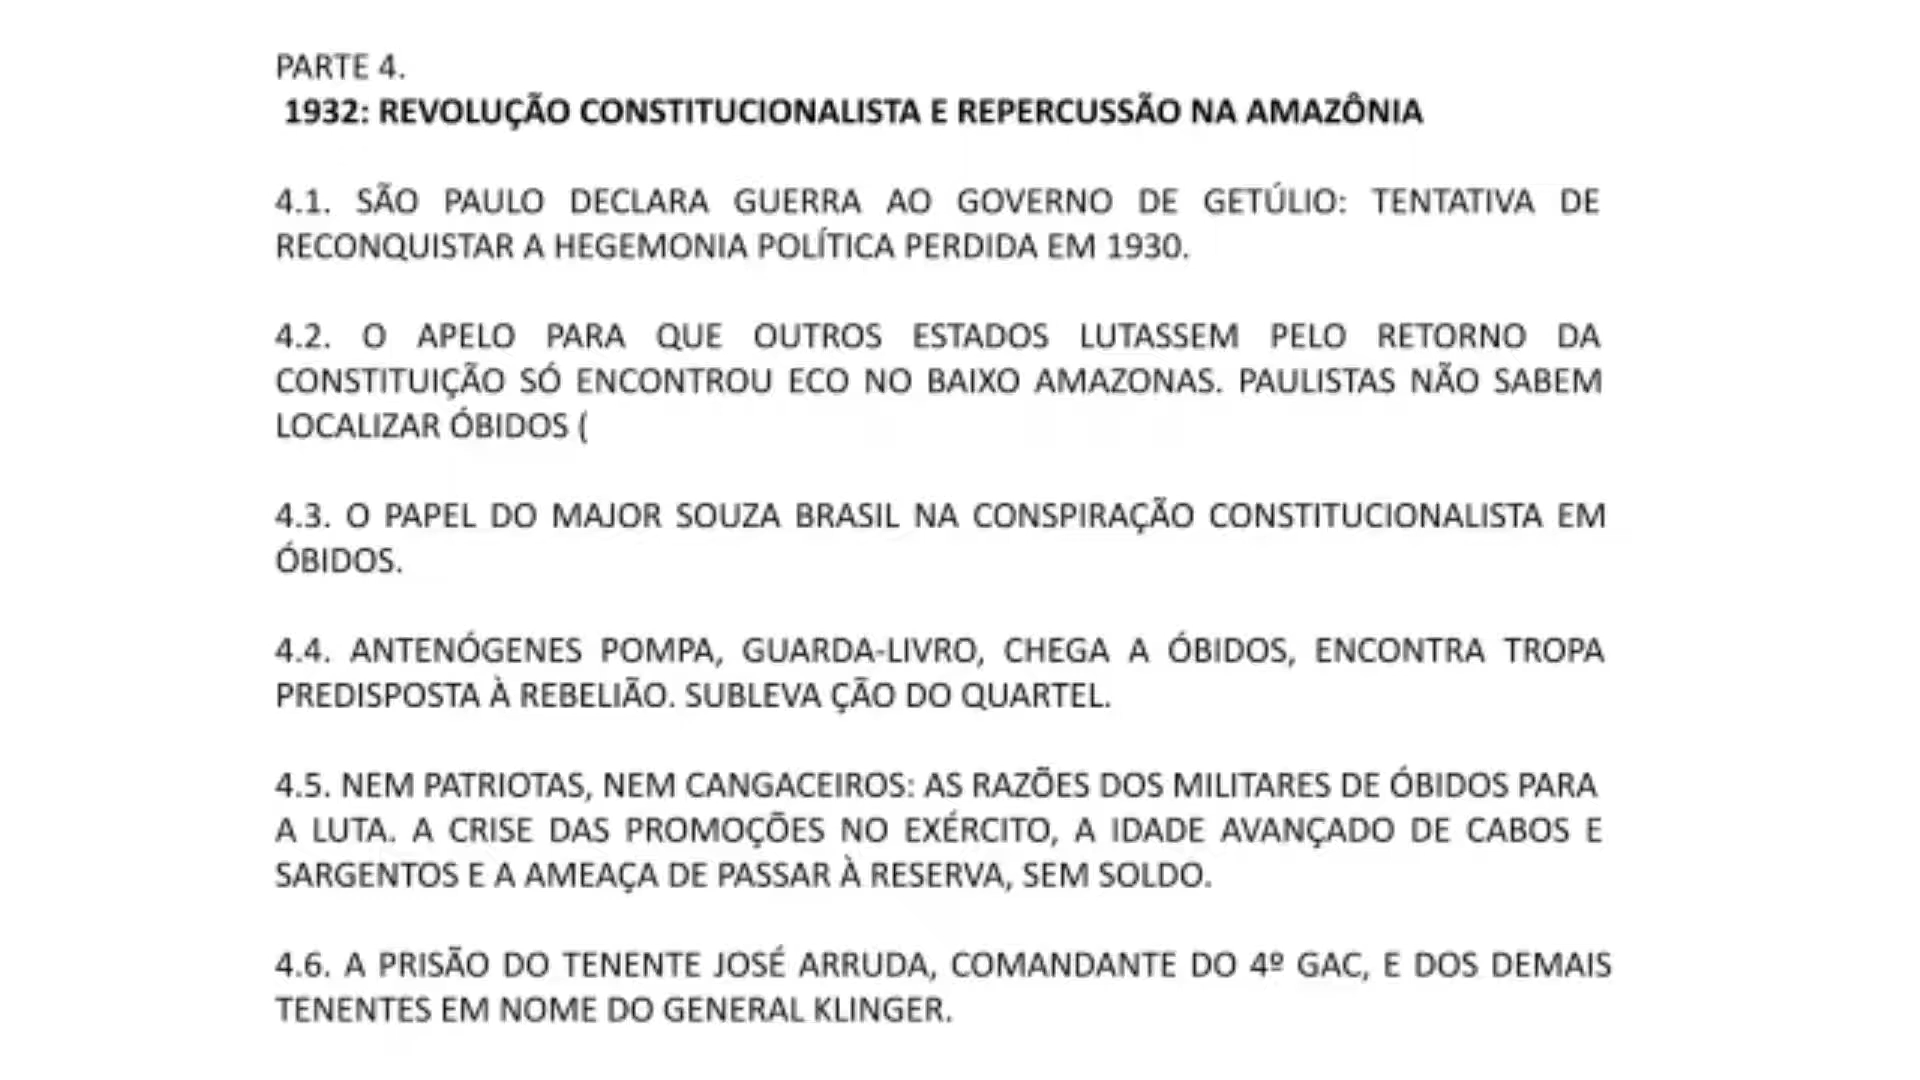 PARTE 4.
1932: REVOLUÇÃO CONSTITUCIONALISTA E REPERCUSSÃO NA AMAZÔNIA
4.1. SÃO PAULO DECLARA GUERRA AO GOVERNO DE GETÚLIO: TENTATIVA DE
RECONQUISTAR A HEGEMONIA POLÍTICA PERDIDA EM 1930.
4.2. O APELO PARA QUE OUTROS ESTADOS LUTASSEM PELO RETORNO DA
CONSTITUIÇÃO SÓ ENCONTROU ECO NO BAIXO AMAZONAS. PAULISTAS NÃO SABEM
LOCALIZAR ÓBIDOS (
4.3. O PAPEL DO MAJOR SOUZA BRASIL NA CONSPIRAÇÃO CONSTITUCIONALISTA EM
ÓBIDOS.
4.4. ANTENÓGENES POMPA, GUARDA-LIVRO, CHEGA A ÓBIDOS, ENCONTRA TROPA
PREDISPOSTA À REBELIÃO. SUBLEVA ÇÃO DO QUARTEL.
4.5. NEM PATRIOTAS, NEM CANGACEIROS: AS RAZÕES DOS MILITARES DE ÓBIDOS PARA
A LUTA. A CRISE DAS PROMOÇÕES NO EXÉRCITO, A IDADE AVANÇADO DE CABOS E
SARGENTOS E A AMEAÇA DE PASSAR À RESERVA, SEM SOLDO.
4.6. A PRISÃO DO TENENTE JOSÉ ARRUDA, COMANDANTE DO 4º GAC, E DOS DEMAIS
TENENTES EM NOME DO GENERAL KLINGER.